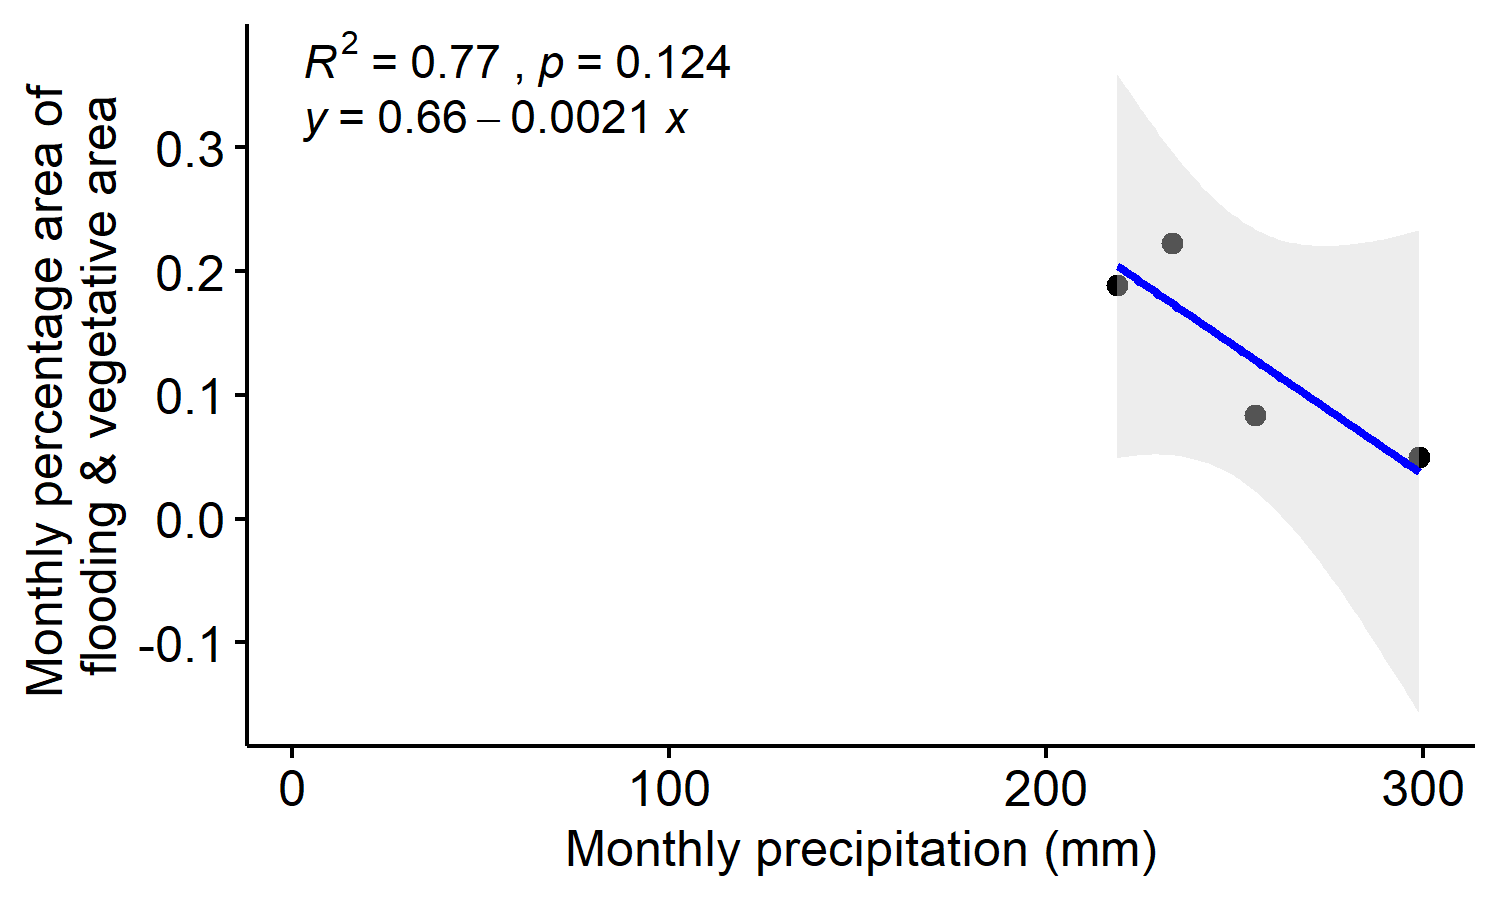 R² = 0.77 , p = 0.124
y = 0.66 – 0.0021 x
Monthly percentage area of
flooding & vegetative area
0.3
0.2
0.1
0.0
-0.1
0 100 200 300
Monthly precipitation (mm)